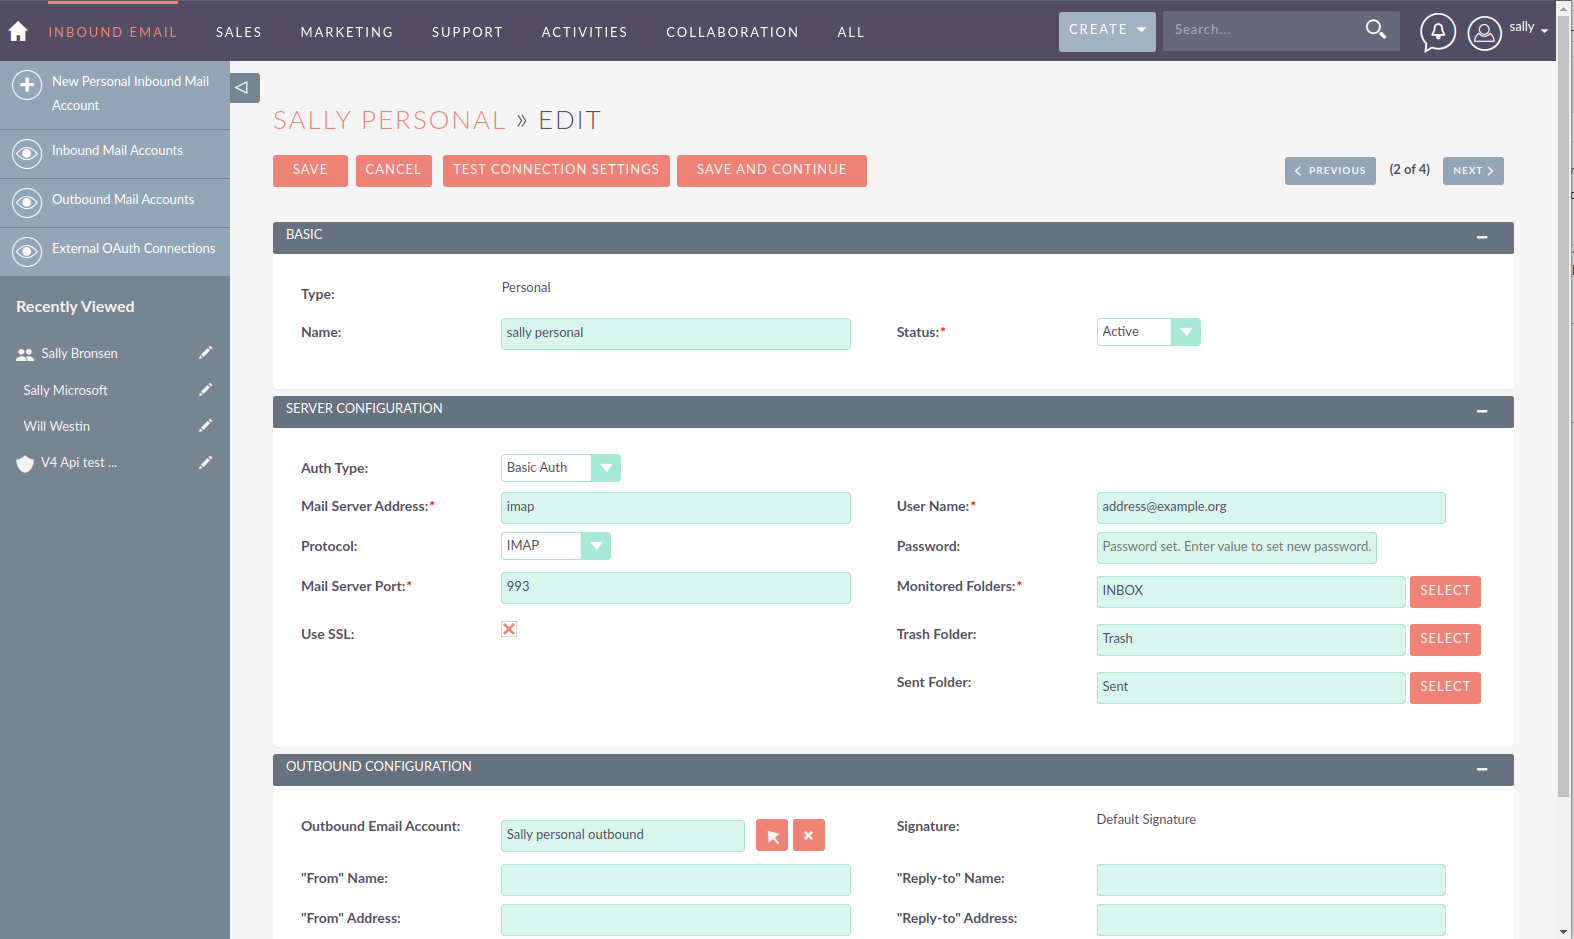 INBOUND EMAIL SALES MARKETING SUPPORT ACTIVITIES COLLABORATION ALL CREATE Search... sally
New Personal Inbound Mail
Account
Inbound Mail Accounts
Outbound Mail Accounts
External OAuth Connections
Recently Viewed
Sally Bronsen
Sally Microsoft
Will Westin
V4 Api test ...
SALLY PERSONAL » EDIT
SAVE CANCEL TEST CONNECTION SETTINGS SAVE AND CONTINUE PREVIOUS (2 of 4) NEXT
BASIC
Type: Personal
Name: sally personal Status:* Active
SERVER CONFIGURATION
Auth Type: Basic Auth
Mail Server Address:* imap User Name:* address@example.org
Protocol: IMAP Password: Password set. Enter value to set new password.
Mail Server Port:* 993 Monitored Folders:* INBOX SELECT
Use SSL: Trash Folder: Trash SELECT
Sent Folder: Sent SELECT
OUTBOUND CONFIGURATION
Outbound Email Account: Sally personal outbound Signature: Default Signature
"From" Name: "Reply-to" Name:
"From" Address: "Reply-to" Address: